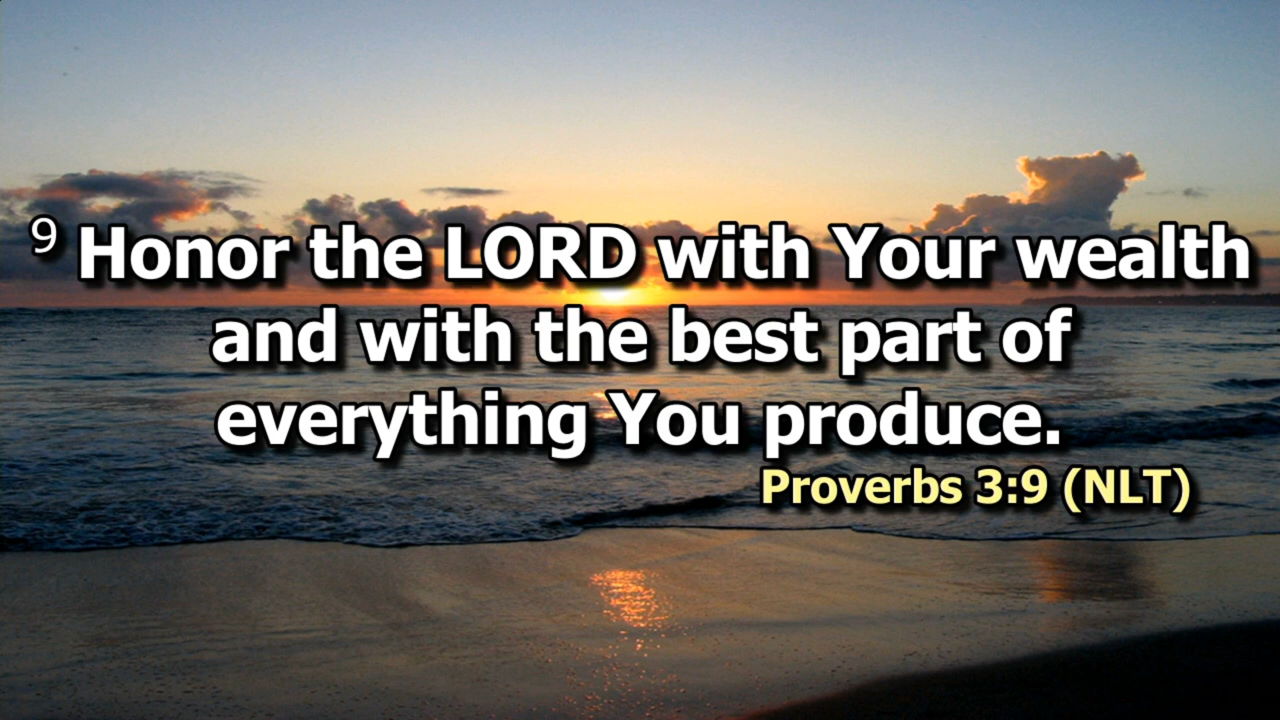 9 Honor the LORD with Your wealth
and with the best part of
everything You produce.
Proverbs 3:9 (NLT)